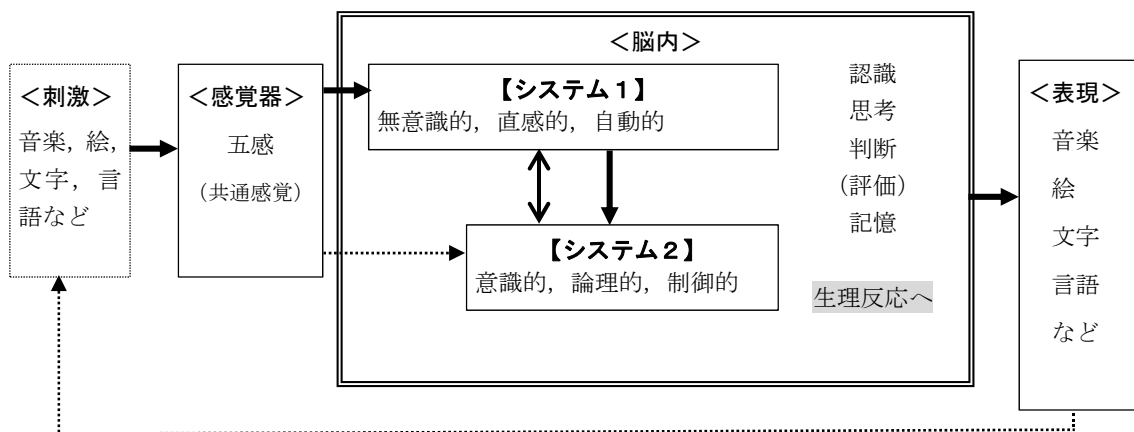 ＜刺激＞
音楽，絵，
文字，言
語など
＜感覚器＞
五感
（共通感覚）
＜脳内＞
【システム１】
無意識的，直感的，自動的
【システム２】
意識的，論理的，制御的
認識
思考
判断
（評価）
記憶
生理反応へ
＜表現＞
音楽
絵
文字
言語
など